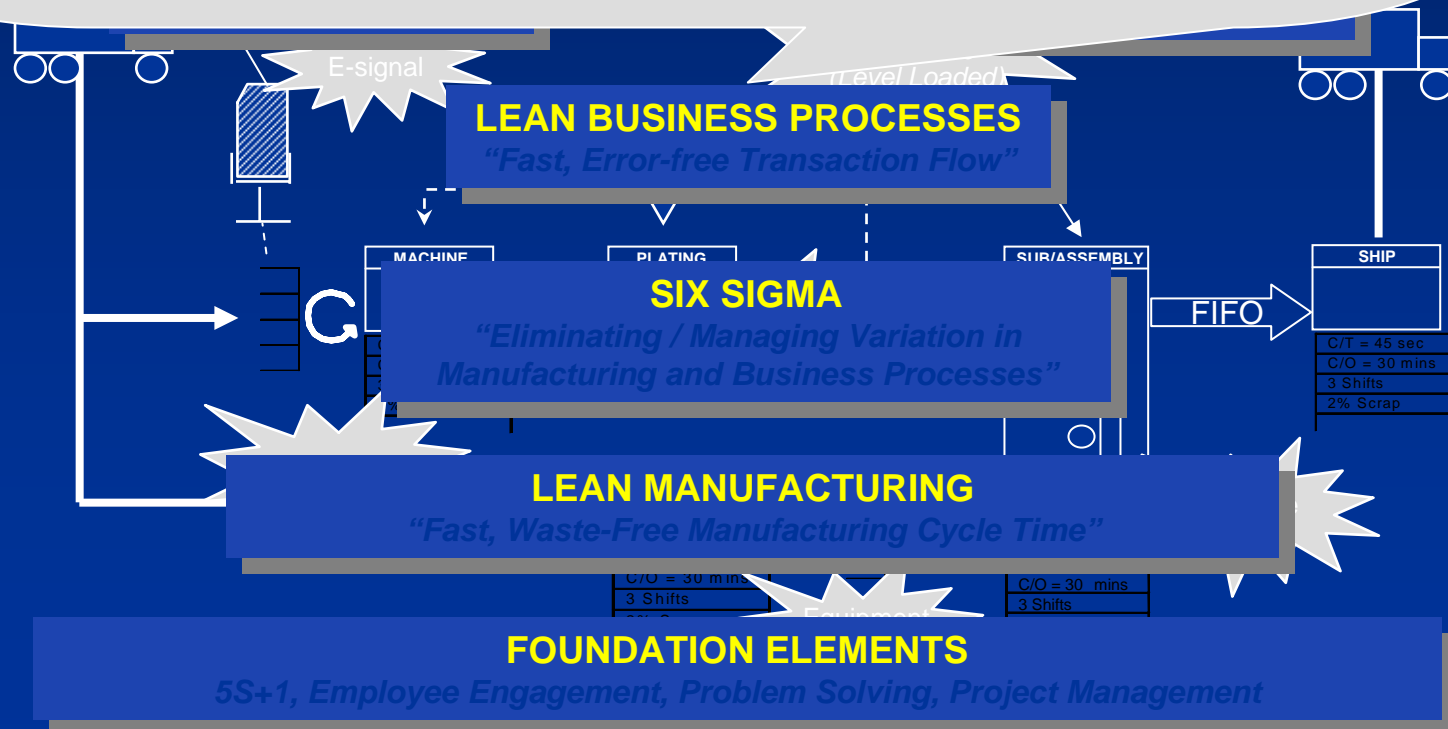 E-signal
(Level Loaded)
LEAN BUSINESS PROCESSES
“Fast, Error-free Transaction Flow”
MACHINE
PLATING
SUB/ASSEMBLY
SHIP
SIX SIGMA
“Eliminating / Managing Variation in
Manufacturing and Business Processes”
FIFO
C/T = 45 sec
C/O = 30 mins
3 Shifts
2% Scrap
LEAN MANUFACTURING
“Fast, Waste-Free Manufacturing Cycle Time”
C/O = 30 mins
3 Shifts
C/O = 30 mins
3 Shifts
Equipment
FOUNDATION ELEMENTS
5S+1, Employee Engagement, Problem Solving, Project Management